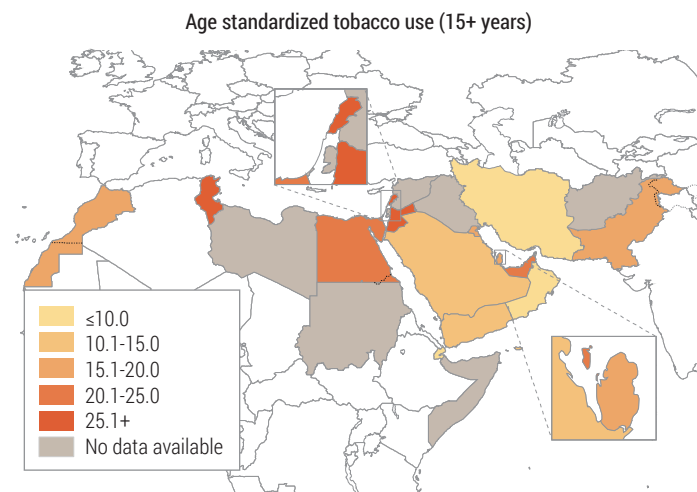 Age standardized tobacco use (15+ years)
≤10.0
10.1-15.0
15.1-20.0
20.1-25.0
25.1+
No data available